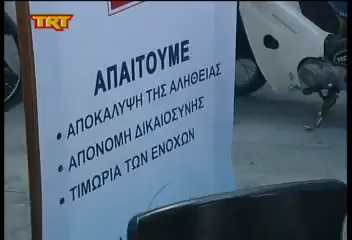 TRT
ΑΠΑΙΤΟΥΜΕ
• ΑΠΟΚΑΛΥΨΗ ΤΗΣ ΑΛΗΘΕΙΑΣ
• ΑΠΟΝΟΜΗ ΔΙΚΑΙΟΣΥΝΗΣ
• ΤΙΜΩΡΙΑ ΤΩΝ ΕΝΟΧΩΝ